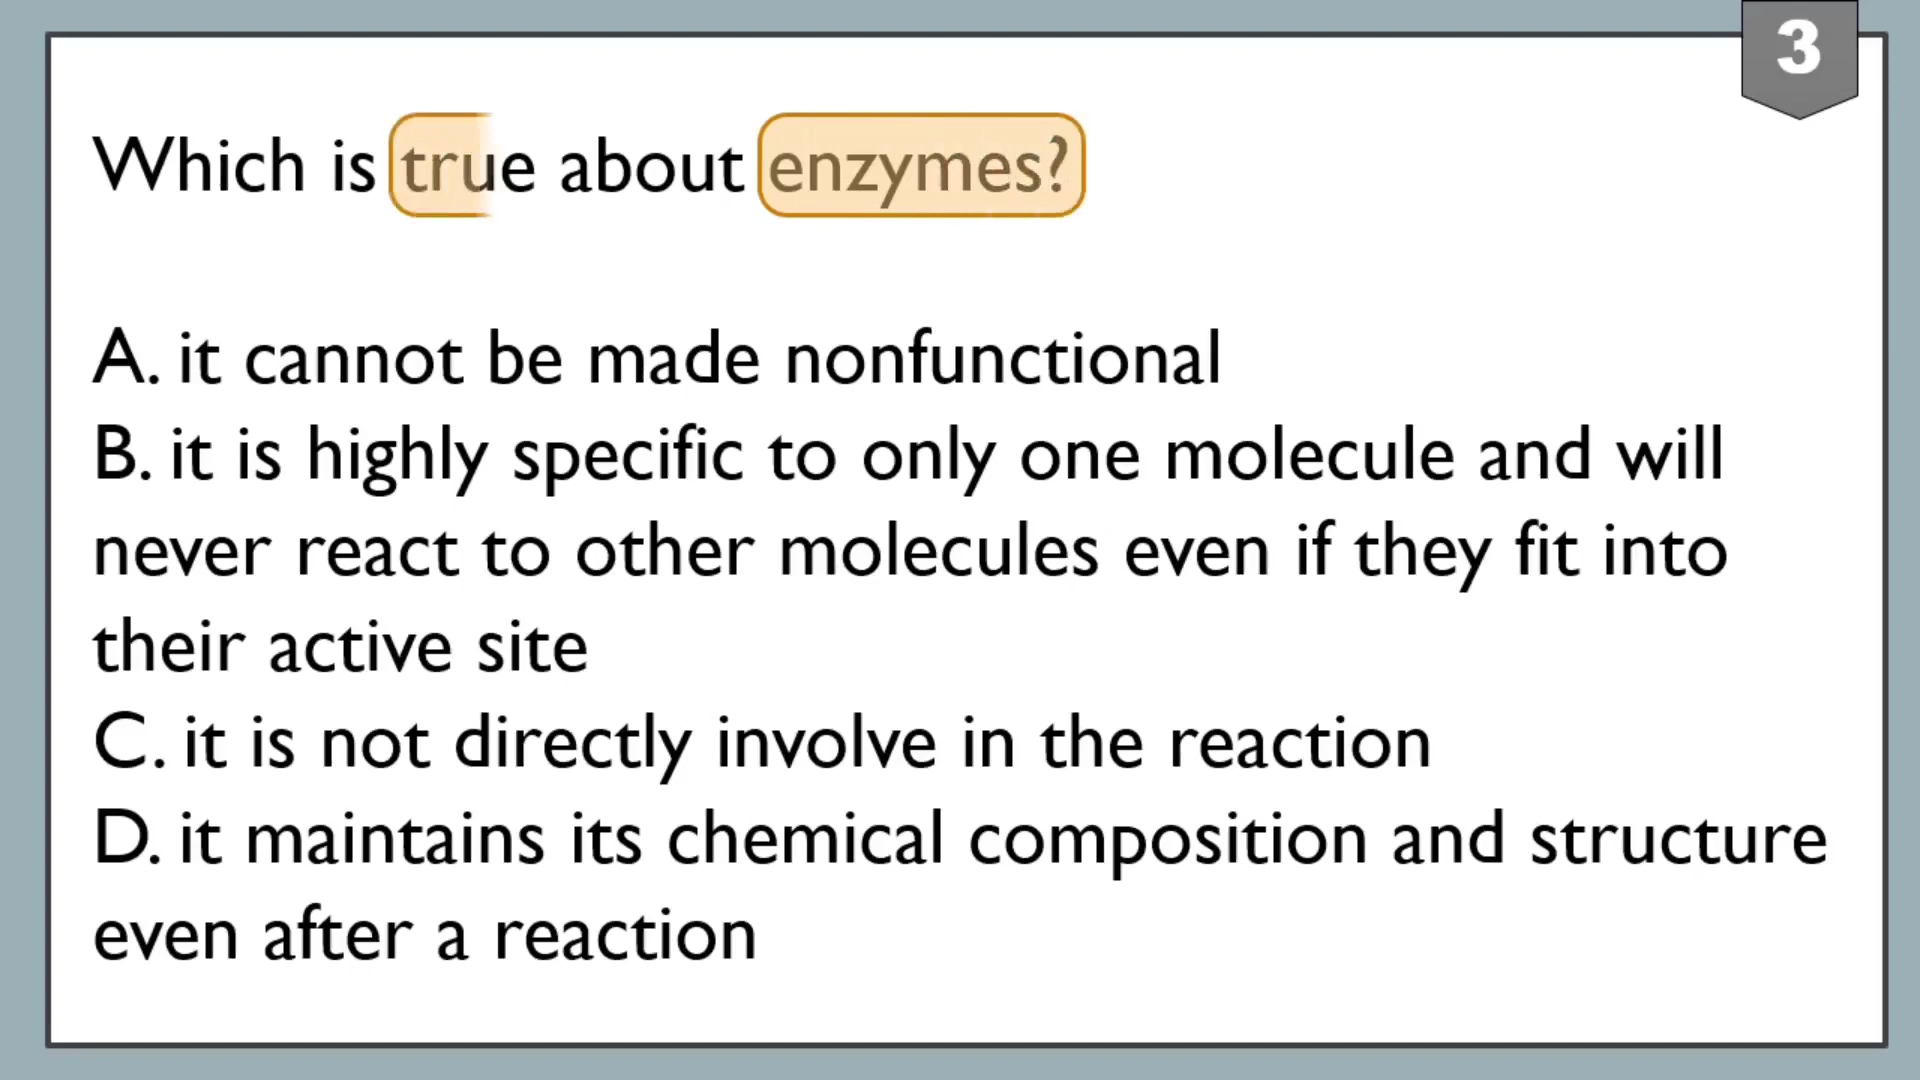 3
Which is true about enzymes?
A. it cannot be made nonfunctional
B. it is highly specific to only one molecule and will
never react to other molecules even if they fit into
their active site
C. it is not directly involve in the reaction
D. it maintains its chemical composition and structure
even after a reaction